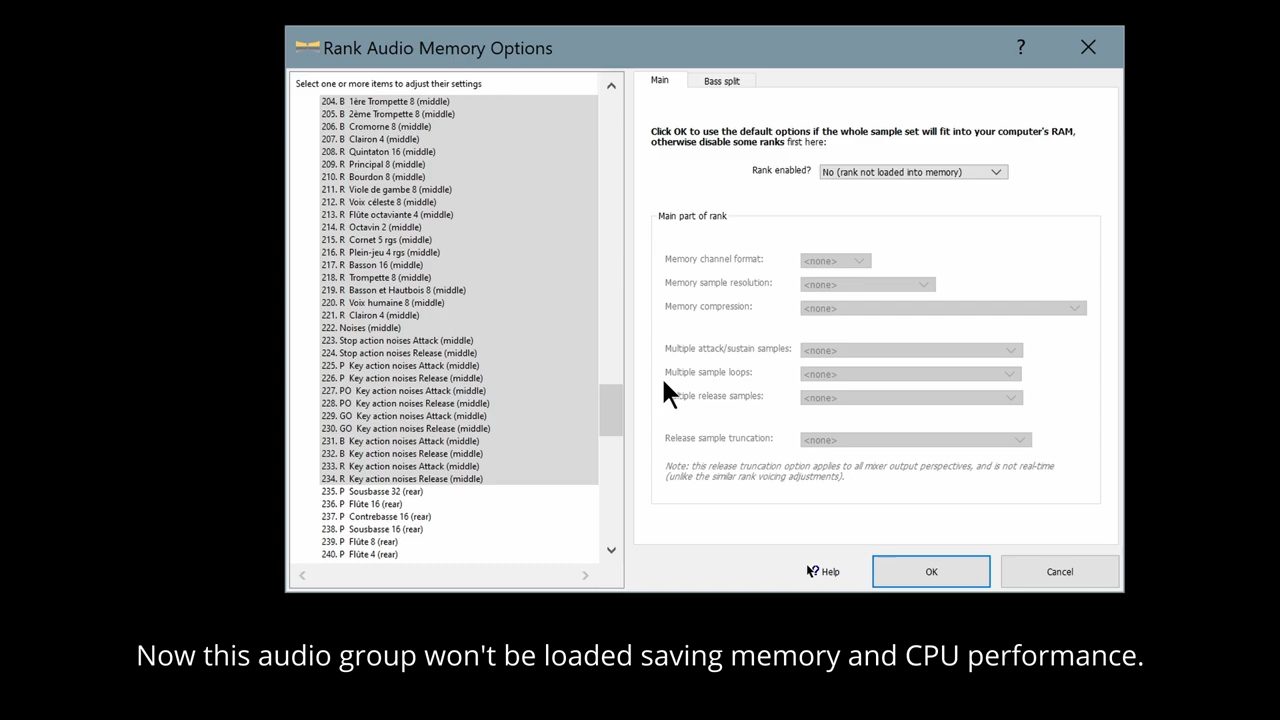 Rank Audio Memory Options
?
Select one or more items to adjust their settings
204. B 1ère Trompette 8 (middle)
205. B 2ème Trompette 8 (middle)
206. B Cromorne 8 (middle)
207. B Clairon 4 (middle)
208. R Quintaton 16 (middle)
209. R Principal 8 (middle)
210. R Bourdon 8 (middle)
211. R Viole de gambe 8 (middle)
212. R Voix céleste 8 (middle)
213. R Flûte octaviante 4 (middle)
214. R Octavin 2 (middle)
215. R Cornet 5 rgs (middle)
216. R Plein-jeu 4 rgs (middle)
217. R Basson 16 (middle)
218. R Trompette 8 (middle)
219. R Basson et Hautbois 8 (middle)
220. R Voix humaine 8 (middle)
221. R Clairon 4 (middle)
222. Noises (middle)
223. Stop action noises Attack (middle)
224. Stop action noises Release (middle)
225. P Key action noises Attack (middle)
226. P Key action noises Release (middle)
227. PO Key action noises Attack (middle)
228. PO Key action noises Release (middle)
229. GO Key action noises Attack (middle)
230. GO Key action noises Release (middle)
231. B Key action noises Attack (middle)
232. B Key action noises Release (middle)
233. R Key action noises Attack (middle)
234. R Key action noises Release (middle)
235. P Sousbasse 32 (rear)
236. P Flûte 16 (rear)
237. P Contrebasse 16 (rear)
238. P Sousbasse 16 (rear)
239. P Flûte 8 (rear)
240. P Flûte 4 (rear)
Main
Bass split
Click OK to use the default options if the whole sample set will fit into your computer's RAM,
otherwise disable some ranks first here:
Rank enabled? No (rank not loaded into memory)
Main part of rank
Memory channel format: <none>
Memory sample resolution: <none>
Memory compression: <none>
Multiple attack/sustain samples: <none>
Multiple sample loops: <none>
release samples: <none>
Release sample truncation: <none>
Note: this release truncation option applies to all mixer output perspectives, and is not real-time
(unlike the similar rank voicing adjustments).
Help
OK
Cancel
Now this audio group won't be loaded saving memory and CPU performance.